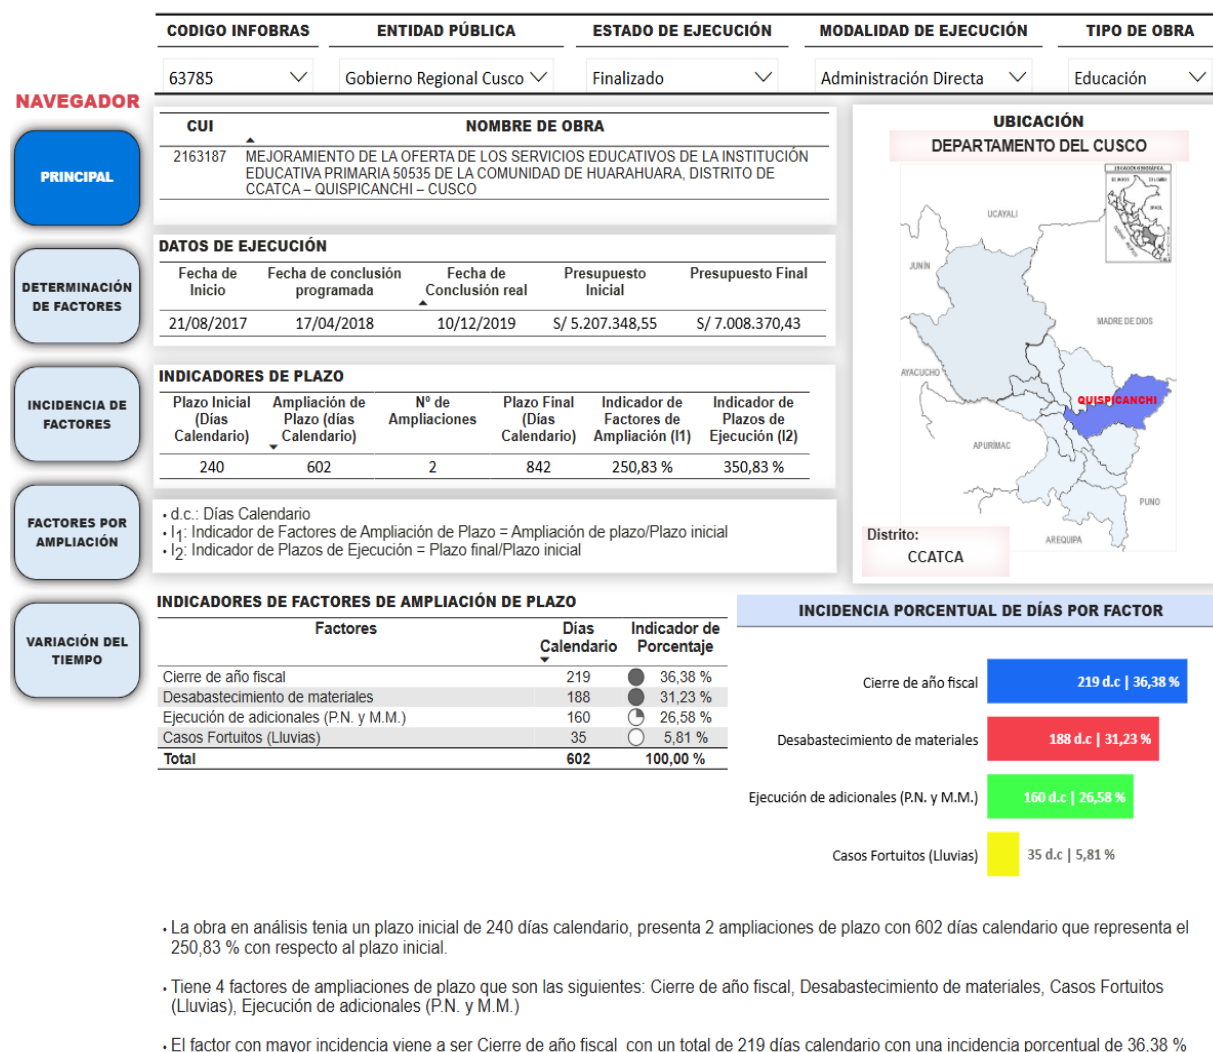 CODIGO INFOBRAS
ENTIDAD PÚBLICA
ESTADO DE EJECUCIÓN
MODALIDAD DE EJECUCIÓN
TIPO DE OBRA
63785
Gobierno Regional Cusco
Finalizado
Administración Directa
Educación
NAVEGADOR
PRINCIPAL
DETERMINACIÓN
DE FACTORES
INCIDENCIA DE
FACTORES
FACTORES POR
AMPLIACIÓN
VARIACIÓN DEL
TIEMPO
CUI
NOMBRE DE OBRA
2163187 MEJORAMIENTO DE LA OFERTA DE LOS SERVICIOS EDUCATIVOS DE LA INSTITUCIÓN
EDUCATIVA PRIMARIA 50535 DE LA COMUNIDAD DE HUARAHUARA, DISTRITO DE
CCATCA – QUISPICANCHI – CUSCO
DATOS DE EJECUCIÓN
Fecha de Inicio
Fecha de conclusión programada
Fecha de Conclusión real
Presupuesto Inicial
Presupuesto Final
21/08/2017 17/04/2018 10/12/2019 S/ 5.207.348,55 S/ 7.008.370,43
INDICADORES DE PLAZO
Plazo Inicial (Días Calendario)
Ampliación de Plazo (días Calendario)
Nº de Ampliaciones
Plazo Final (Días Calendario)
Indicador de Factores de Ampliación (I1)
Indicador de Plazos de Ejecución (I2)
240 602 2 842 250,83 % 350,83 %
• d.c.: Días Calendario
• I1: Indicador de Factores de Ampliación de Plazo = Ampliación de plazo/Plazo inicial
• I2: Indicador de Plazos de Ejecución = Plazo final/Plazo inicial
UBICACIÓN
DEPARTAMENTO DEL CUSCO
UCAYALI
JUNÍN
MADRE DE DIOS
AYACUCHO
QUISPICANCHI
APURÍMAC
PUNO
AREQUIPA
Distrito:
CCATCA
INDICADORES DE FACTORES DE AMPLIACIÓN DE PLAZO
Factores
Días Calendario
Indicador de Porcentaje
Cierre de año fiscal 219 36,38 %
Desabastecimiento de materiales 188 31,23 %
Ejecución de adicionales (P.N. y M.M.) 160 26,58 %
Casos Fortuitos (Lluvias) 35 5,81 %
Total 602 100,00 %
INCIDENCIA PORCENTUAL DE DÍAS POR FACTOR
Cierre de año fiscal 219 d.c | 36,38 %
Desabastecimiento de materiales 188 d.c | 31,23 %
Ejecución de adicionales (P.N. y M.M.) 160 d.c | 26,58 %
Casos Fortuitos (Lluvias) 35 d.c | 5,81 %
• La obra en análisis tenia un plazo inicial de 240 días calendario, presenta 2 ampliaciones de plazo con 602 días calendario que representa el
250,83 % con respecto al plazo inicial.
• Tiene 4 factores de ampliaciones de plazo que son las siguientes: Cierre de año fiscal, Desabastecimiento de materiales, Casos Fortuitos
(Lluvias), Ejecución de adicionales (P.N. y M.M.)
• El factor con mayor incidencia viene a ser Cierre de año fiscal con un total de 219 días calendario con una incidencia porcentual de 36,38 %